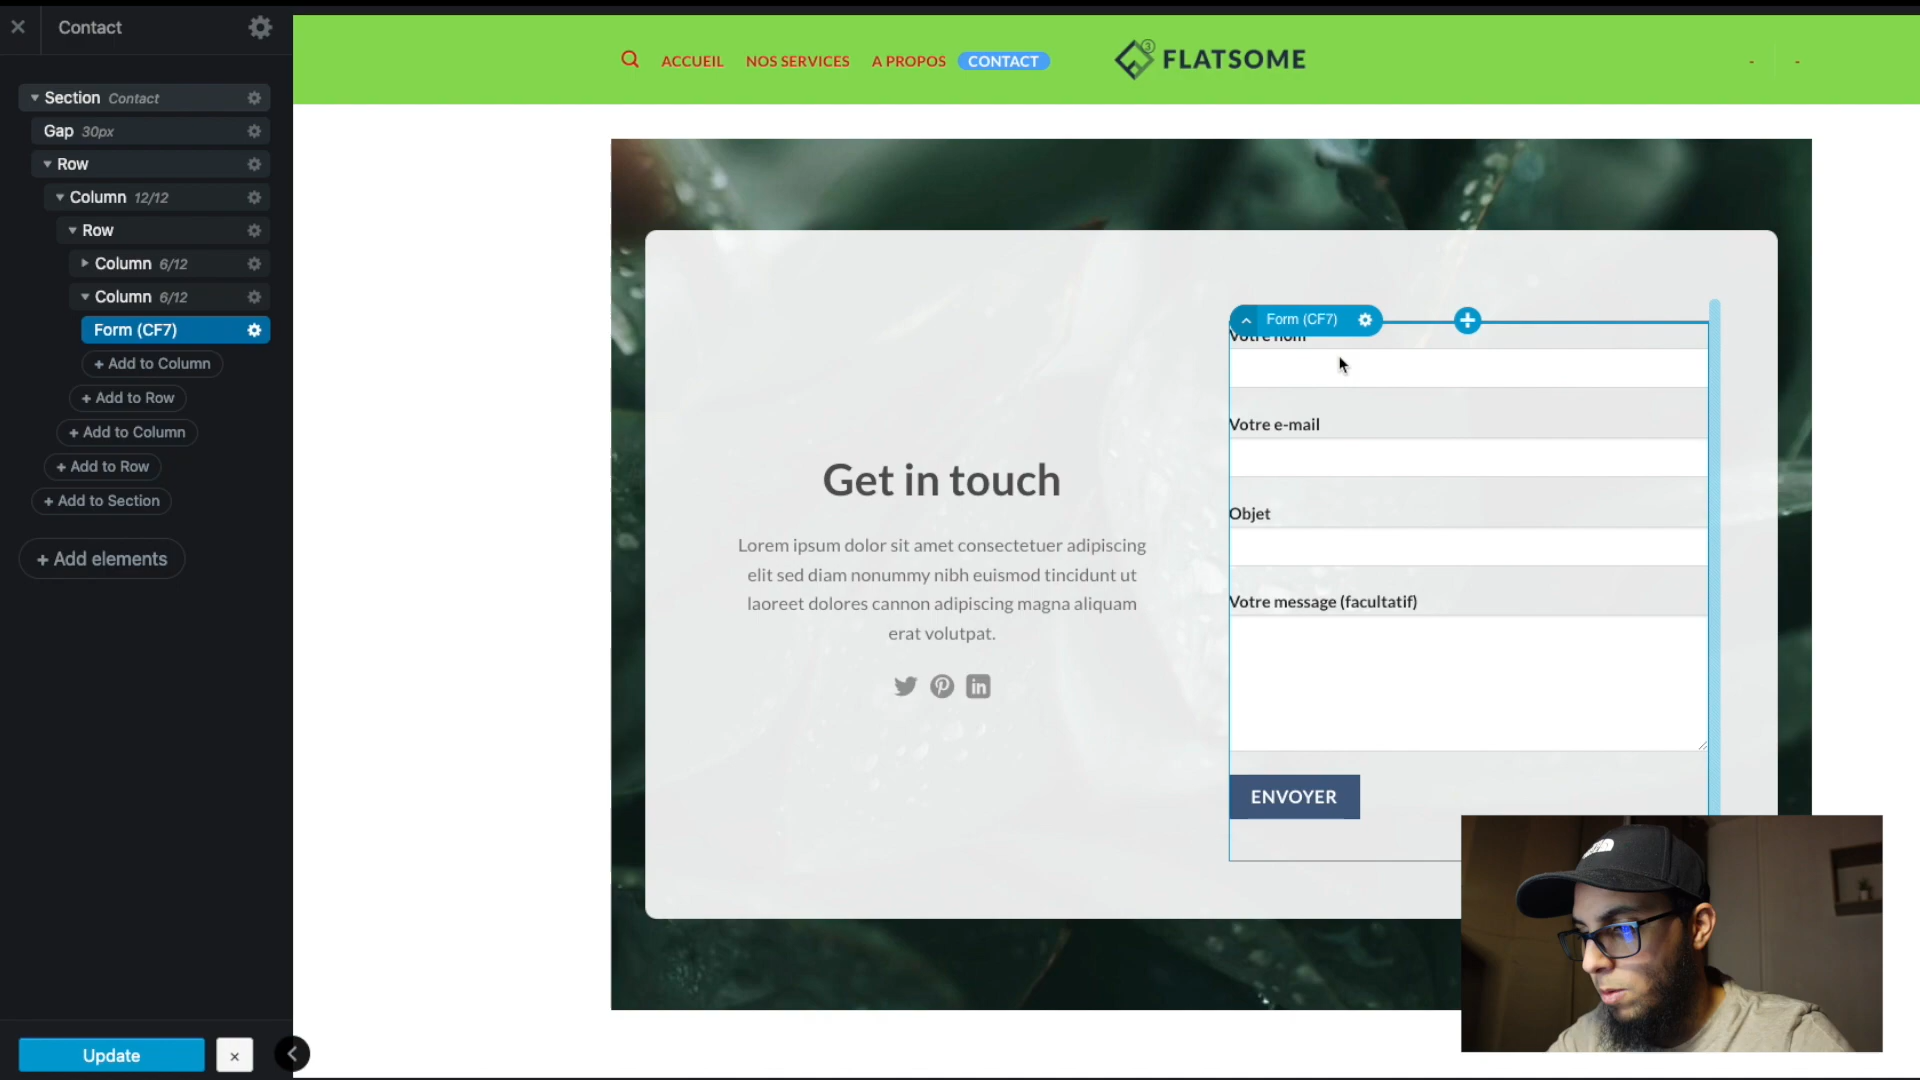 Contact
Section Contact
Gap 30px
Row
Column 12/12
Row
Column 6/12
Column 6/12
Form (CF7)
+ Add to Column
+ Add to Row
+ Add to Column
+ Add to Row
+ Add to Section
+ Add elements
Update
×
ACCUEIL NOS SERVICES A PROPOS CONTACT
3 FLATSOME
- -
Get in touch
Lorem ipsum dolor sit amet consectetuer adipiscing
elit sed diam nonummy nibh euismod tincidunt ut
laoreet dolores cannon adipiscing magna aliquam
erat volutpat.
Form (CF7)
Votre nom
Votre e-mail
Objet
Votre message (facultatif)
ENVOYER